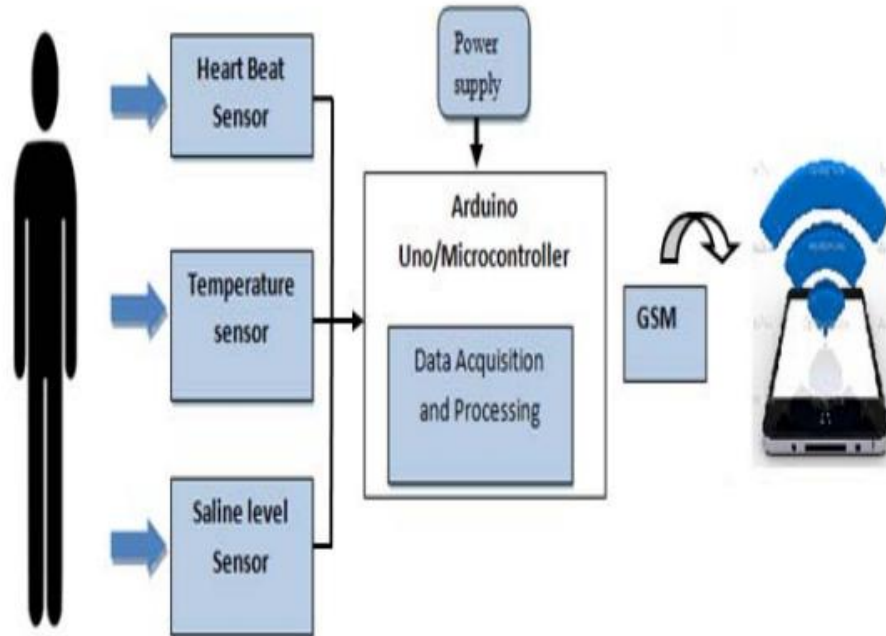 Heart Beat
Sensor
Power
supply
Temperature
sensor
Arduino
Uno/Microcontroller
Data Acquisition
and Processing
GSM
Saline level
Sensor